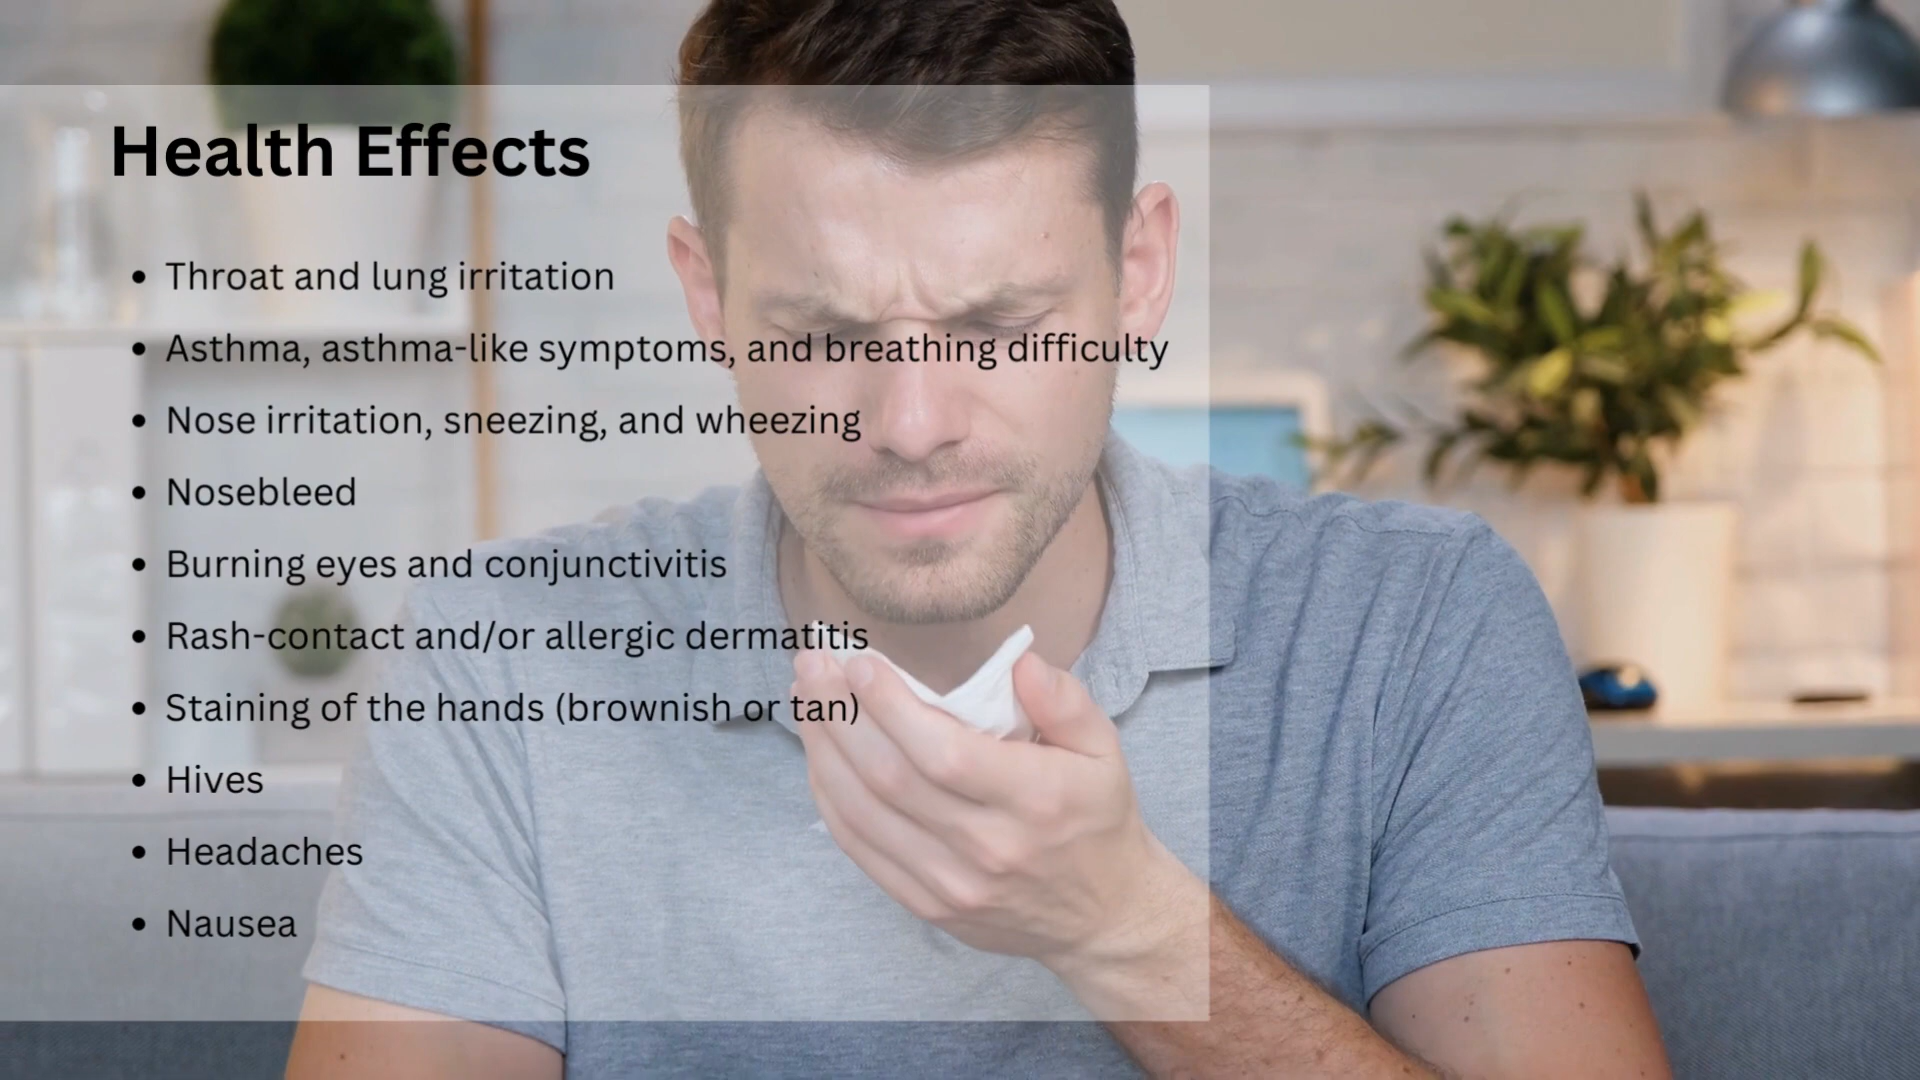 Health Effects
• Throat and lung irritation
• Asthma, asthma-like symptoms, and breathing difficulty
• Nose irritation, sneezing, and wheezing
• Nosebleed
• Burning eyes and conjunctivitis
• Rash-contact and/or allergic dermatitis
• Staining of the hands (brownish or tan)
• Hives
• Headaches
• Nausea